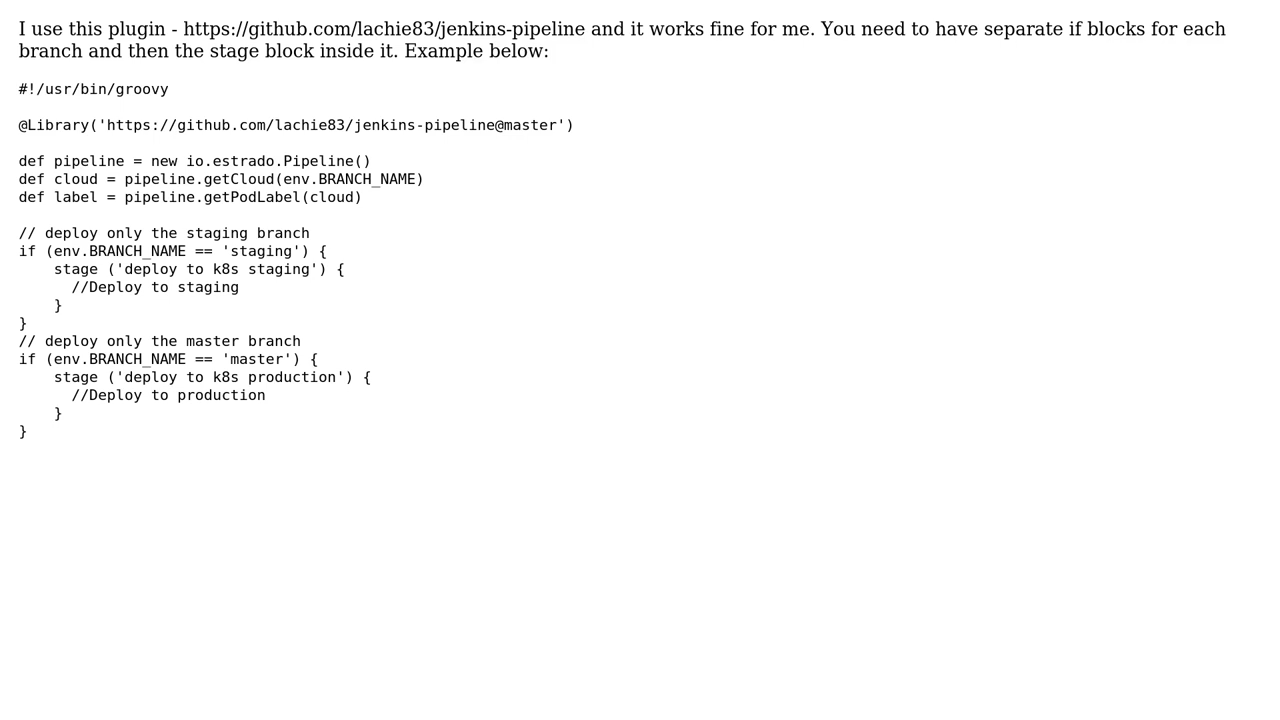 I use this plugin - https://github.com/lachie83/jenkins-pipeline and it works fine for me. You need to have separate if blocks for each
branch and then the stage block inside it. Example below:
#!/usr/bin/groovy
@Library('https://github.com/lachie83/jenkins-pipeline@master')
def pipeline = new io.estrado.Pipeline()
def cloud = pipeline.getCloud(env.BRANCH_NAME)
def label = pipeline.getPodLabel(cloud)
// deploy only the staging branch
if (env.BRANCH_NAME == 'staging') {
    stage ('deploy to k8s staging') {
      //Deploy to staging
    }
}
// deploy only the master branch
if (env.BRANCH_NAME == 'master') {
    stage ('deploy to k8s production') {
      //Deploy to production
    }
}